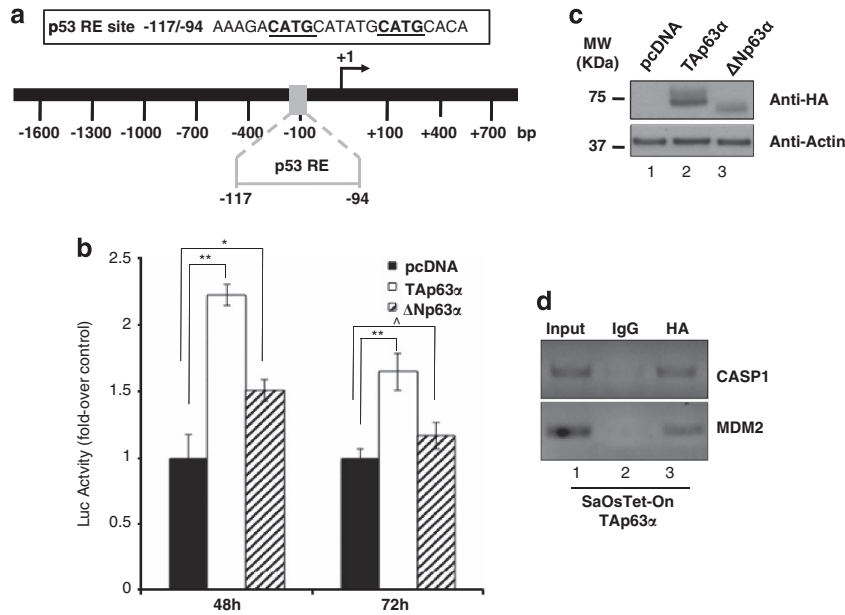 a
p53 RE site -117/-94 AAAGACATGCATATGCATGCACA
+1
-1600 -1300 -1000 -700 -400 -100 +100 +400 +700 bp
p53 RE
-117 -94
b
Luc Actvity (fold-over control)
2.5
2
1.5
1
0.5
0
* 
**
pcDNA
TAp63α
ΔNp63α
^
**
48h 72h
c
MW
(KDa)
pcDNA TAp63α ΔNp63α
75
Anti-HA
37
Anti-Actin
1 2 3
d
Input IgG HA
CASP1
MDM2
1 2 3
SaOsTet-On
TAp63α